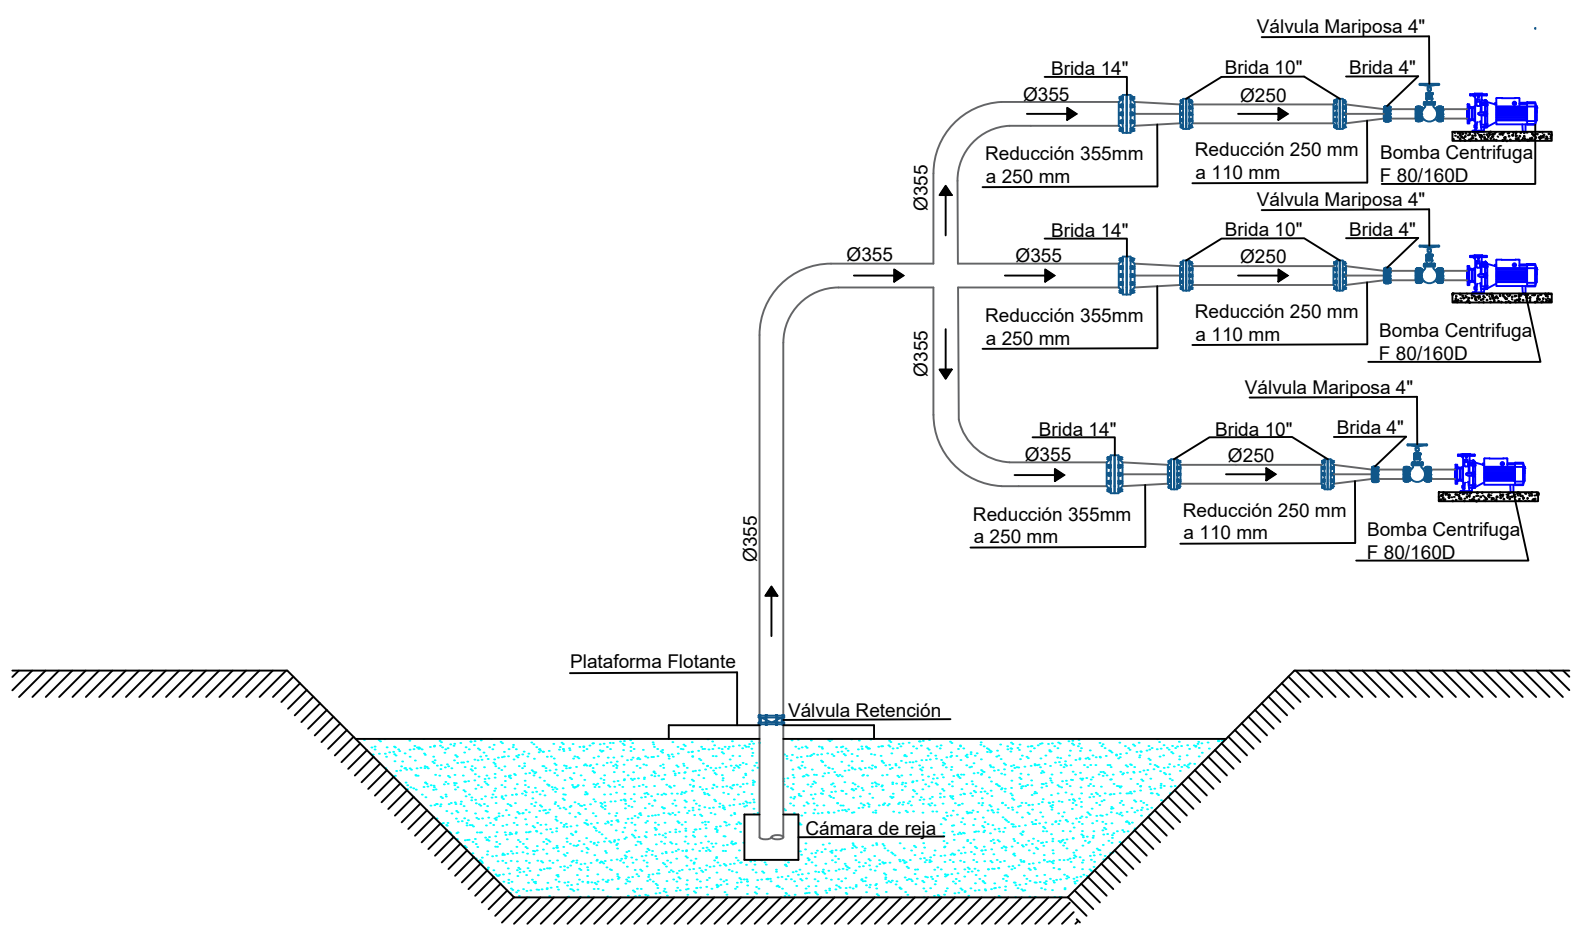 Válvula Mariposa 4"
Brida 14"
Brida 10"
Brida 4"
Ø355
Ø250
Reducción 355mm
a 250 mm
Reducción 250 mm
a 110 mm
Bomba Centrifuga
F 80/160D
Ø355
Válvula Mariposa 4"
Brida 14"
Brida 10"
Brida 4"
Ø355
Ø355
Ø250
Reducción 355mm
a 250 mm
Reducción 250 mm
a 110 mm
Bomba Centrifuga
F 80/160D
Ø355
Válvula Mariposa 4"
Brida 14"
Brida 10"
Brida 4"
Ø355
Ø250
Reducción 355mm
a 250 mm
Reducción 250 mm
a 110 mm
Bomba Centrifuga
F 80/160D
Ø355
Plataforma Flotante
Válvula Retención
Cámara de reja